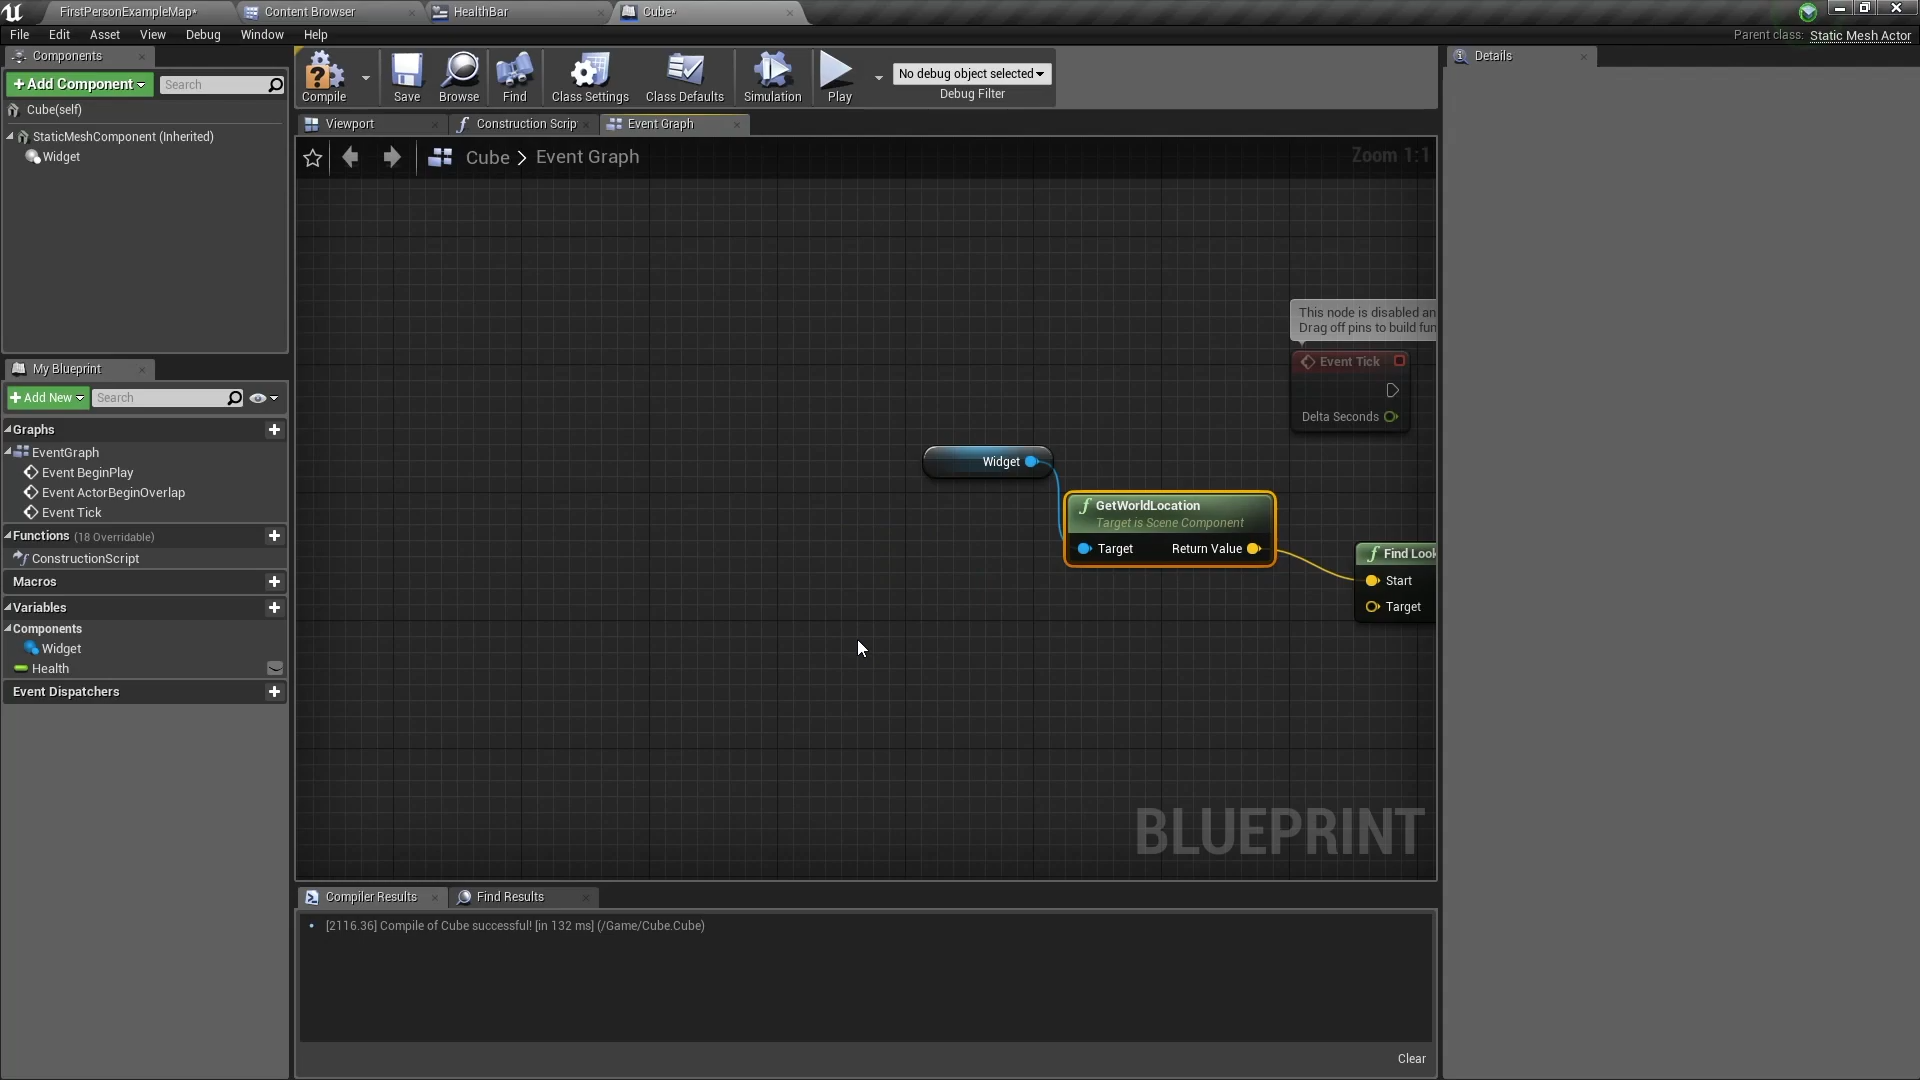 FirstPersonExampleMap*
Content Browser
HealthBar
Cube*
File Edit Asset View Debug Window Help
Parent class: Static Mesh Actor
Components
+ Add Component
Search
Cube(self)
StaticMeshComponent (Inherited)
Widget
Compile
Save
Browse
Find
Class Settings
Class Defaults
Simulation
Play
No debug object selected
Debug Filter
Details
Viewport
Construction Scrip
Event Graph
Cube > Event Graph
Zoom 1:1
This node is disabled an
Drag off pins to build fun
Event Tick
Delta Seconds
Widget
GetWorldLocation
Target is Scene Component
Target
Return Value
Find Look
Start
Target
BLUEPRINT
My Blueprint
+ Add New
Search
Graphs
EventGraph
Event BeginPlay
Event ActorBeginOverlap
Event Tick
Functions (18 Overridable)
ConstructionScript
Macros
Variables
Components
Widget
Health
Event Dispatchers
Compiler Results
Find Results
• [2116.36] Compile of Cube successful! [in 132 ms] (/Game/Cube.Cube)
Clear